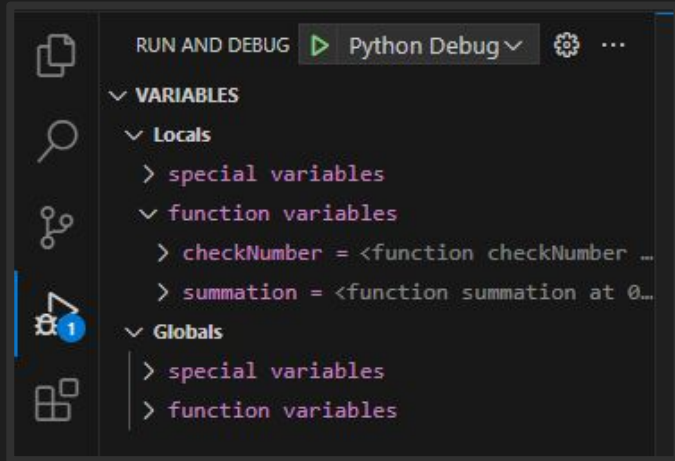 RUN AND DEBUG Python Debug ...
VARIABLES
Locals
special variables
function variables
checkNumber = <function checkNumber ...
summation = <function summation at 0...
1
Globals
special variables
function variables